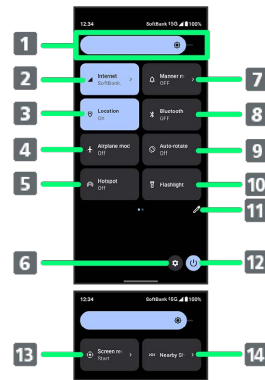 12:34 SoftBank 5G 100%
1
2 Internet SoftBank Manner OFF 7
3 Location On Bluetooth OFF 8
4 Airplane mod Off Auto-rotate Off 9
5 Hotspot Off Flashlight 10
11
6 12
12:34 SoftBank 5G 100%
13 Screen re Start Nearby 14